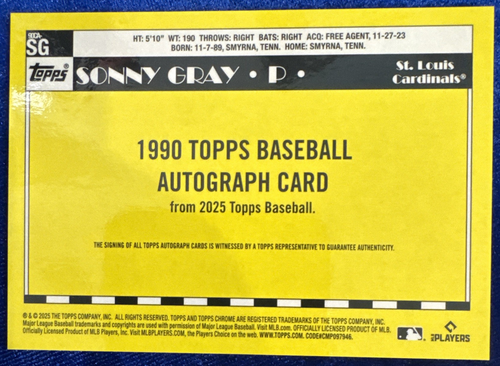 90CA-
SG
HT: 5'10" WT: 190 THROWS: RIGHT BATS: RIGHT ACQ: FREE AGENT, 11-27-23
BORN: 11-7-89, SMYRNA, TENN. HOME: SMYRNA, TENN.
Topps SONNY GRAY • P •
St. Louis
Cardinals®
1990 TOPPS BASEBALL
AUTOGRAPH CARD
from 2025 Topps Baseball.
THE SIGNING OF ALL TOPPS AUTOGRAPH CARDS IS WITNESSED BY A TOPPS REPRESENTATIVE TO GUARANTEE AUTHENTICITY.
® & © 2025 THE TOPPS COMPANY, INC. ALL RIGHTS RESERVED. TOPPS AND TOPPS CHROME ARE REGISTERED TRADEMARKS OF THE TOPPS COMPANY, INC.
Major League Baseball trademarks and copyrights are used with permission of Major League Baseball. Visit MLB.com. OFFICIALLY LICENSED PRODUCT OF MLB
Officially Licensed Product of MLB Players, Inc. Visit MLBPLAYERS.com, the Players Choice on the web. WWW.TOPPS.COM. CODE#CMP097946.
MLB PLAYERS